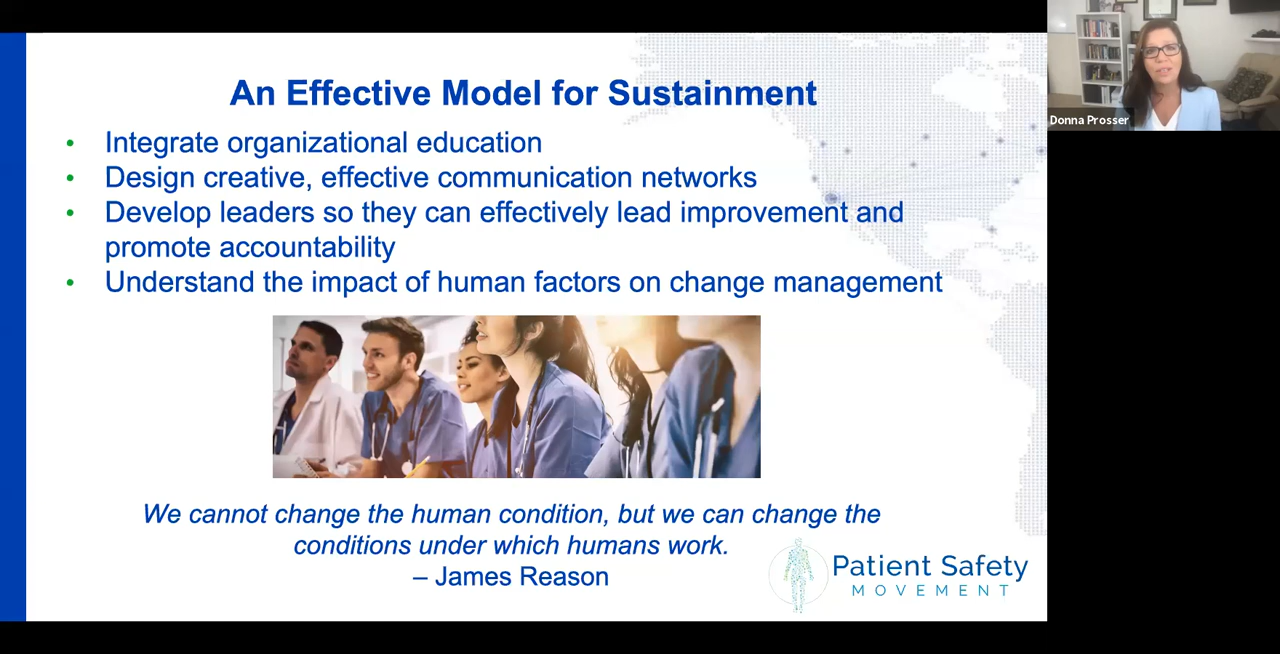 An Effective Model for Sustainment
• Integrate organizational education
• Design creative, effective communication networks
• Develop leaders so they can effectively lead improvement and
promote accountability
• Understand the impact of human factors on change management
We cannot change the human condition, but we can change the
conditions under which humans work.
– James Reason
Patient Safety
MOVEMENT
Donna Prosser